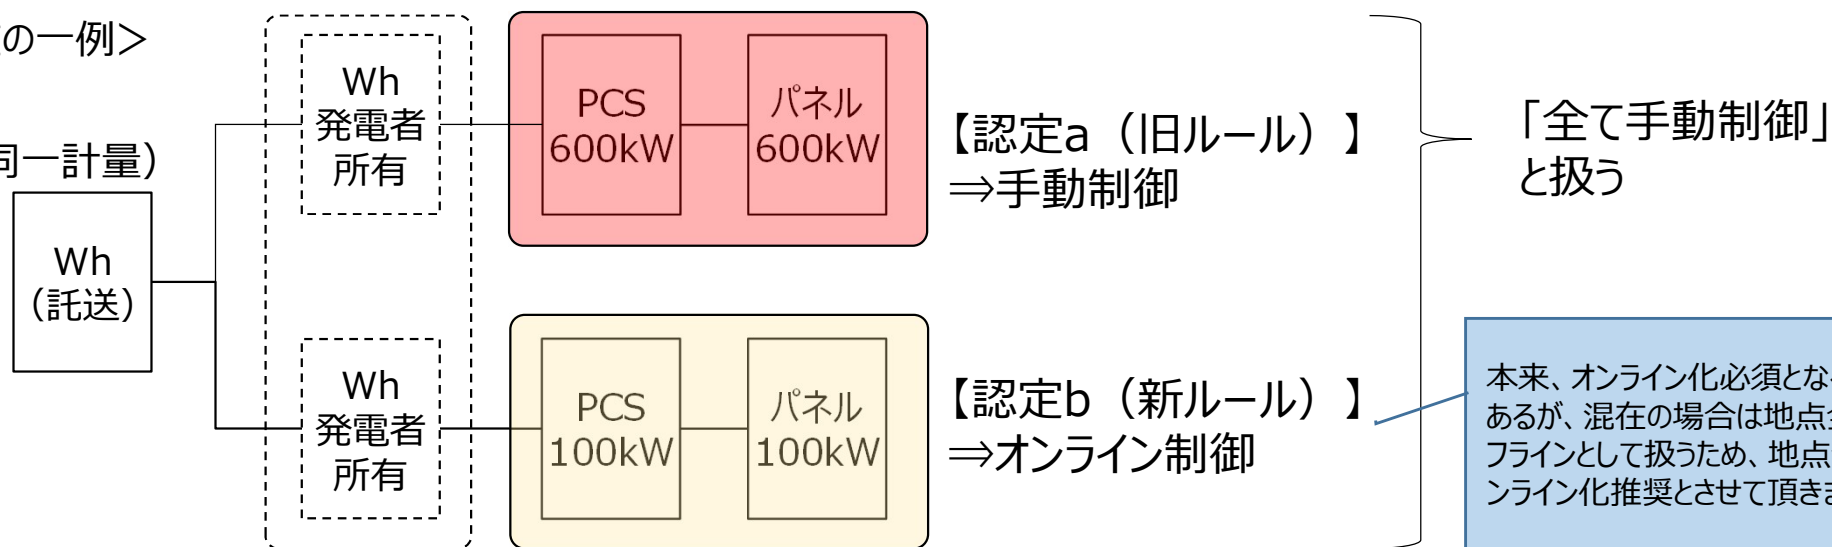 の一例＞
同一計量）
Wh
（託送）
Wh
発電者
所有
PCS
600kW
パネル
600kW
【認定a（旧ルール）】
⇒手動制御
「全て手動制御」
と扱う
Wh
発電者
所有
PCS
100kW
パネル
100kW
【認定b（新ルール）】
⇒オンライン制御
本来、オンライン化必須とな
あるが、混在の場合は地点
フラインとして扱うため、地点
ンライン化推奨とさせて頂き